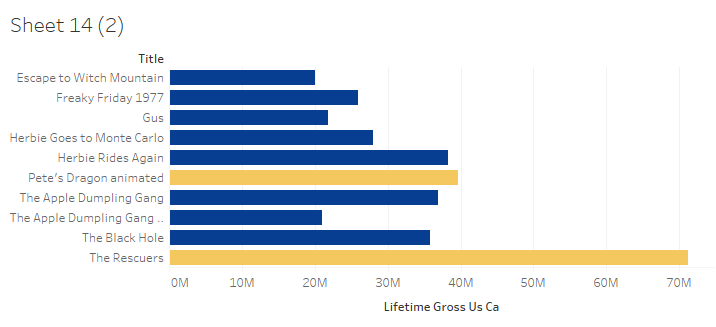 Sheet 14 (2)
Title
Escape to Witch Mountain
Freaky Friday 1977
Gus
Herbie Goes to Monte Carlo
Herbie Rides Again
Pete's Dragon animated
The Apple Dumpling Gang
The Apple Dumpling Gang ..
The Black Hole
The Rescuers
0M 10M 20M 30M 40M 50M 60M 70M
Lifetime Gross Us Ca